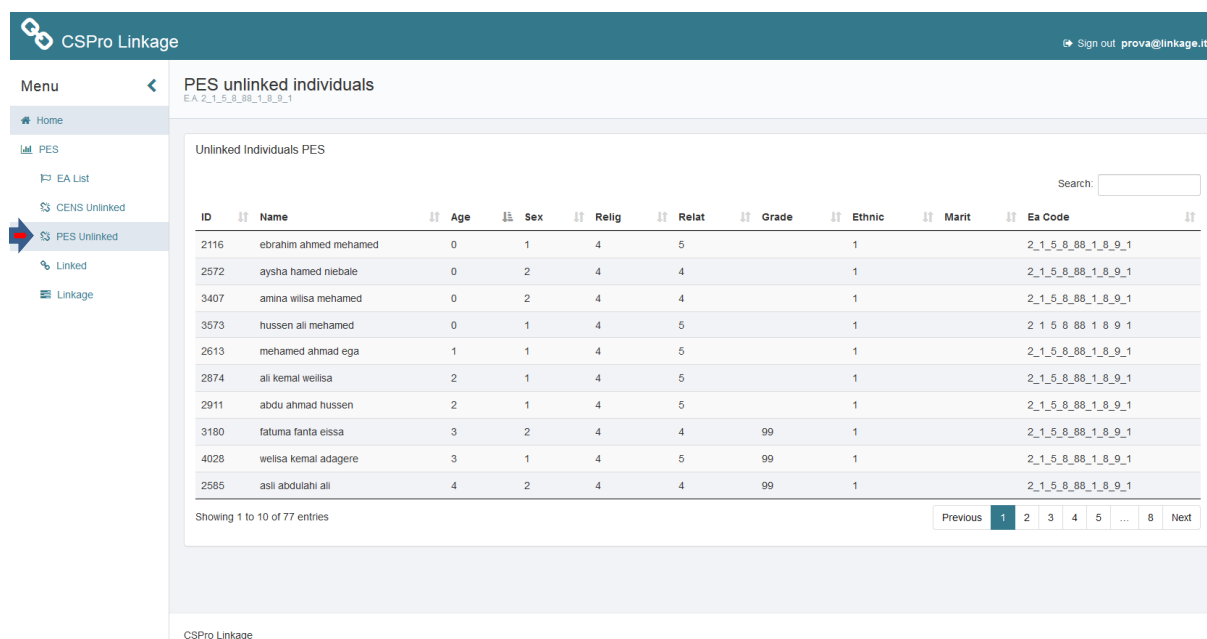 CSPro Linkage
Sign out prova@linkage.it
Menu
PES unlinked individuals
E.A. 2_1_5_8_88_1_8_9_1
Home
PES
EA List
CENS Unlinked
PES Unlinked
Linked
Linkage
Unlinked Individuals PES
Search:
ID Name Age Sex Relig Relat Grade Ethnic Marit Ea Code
2116 ebrahim ahmed mehamed 0 1 4 5 1 2_1_5_8_88_1_8_9_1
2572 aysha hamed niebale 0 2 4 4 1 2_1_5_8_88_1_8_9_1
3407 amina wilisa mehamed 0 2 4 4 1 2_1_5_8_88_1_8_9_1
3573 hussen ali mehamed 0 1 4 5 1 2_1_5_8_88_1_8_9_1
2613 mehamed ahmad ega 1 1 4 5 1 2_1_5_8_88_1_8_9_1
2874 ali kemal weilisa 2 1 4 5 1 2_1_5_8_88_1_8_9_1
2911 abdu ahmad hussen 2 1 4 5 1 2_1_5_8_88_1_8_9_1
3180 fatuma fanta eissa 3 2 4 4 99 1 2_1_5_8_88_1_8_9_1
4028 welisa kemal adagere 3 1 4 5 99 1 2_1_5_8_88_1_8_9_1
2585 asli abdulahi ali 4 2 4 4 99 1 2_1_5_8_88_1_8_9_1
Showing 1 to 10 of 77 entries
Previous 1 2 3 4 5 ... 8 Next
CSPro Linkage